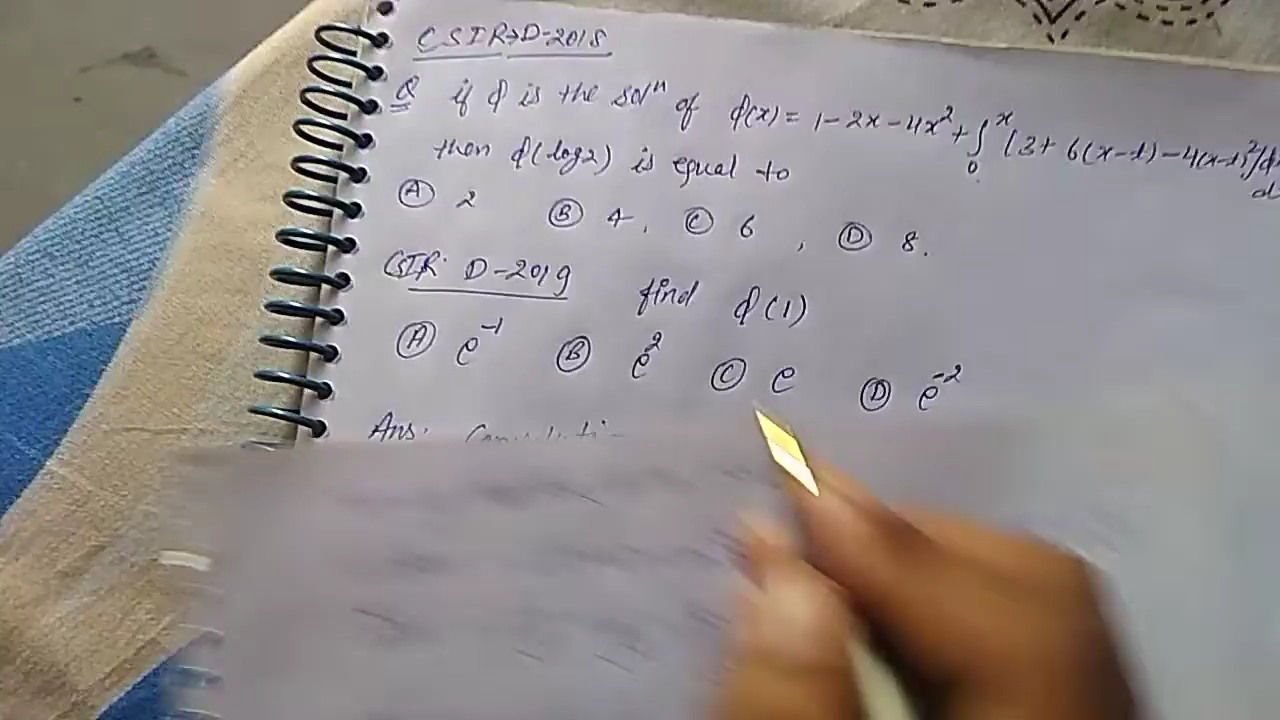 CSIR→D-2018
Q if φ is the solⁿ of φ(x) = 1-2x-4x²+∫₀ˣ(3+6(x-t)-4(x-t)²)φ
then φ(log2) is equal to d
Ⓐ 2 Ⓑ 4, Ⓒ 6, Ⓓ 8.
CSIR. D-2019 find φ(1)
Ⓐ e⁻¹ Ⓑ e² Ⓒ e Ⓓ e⁻²
Ans.